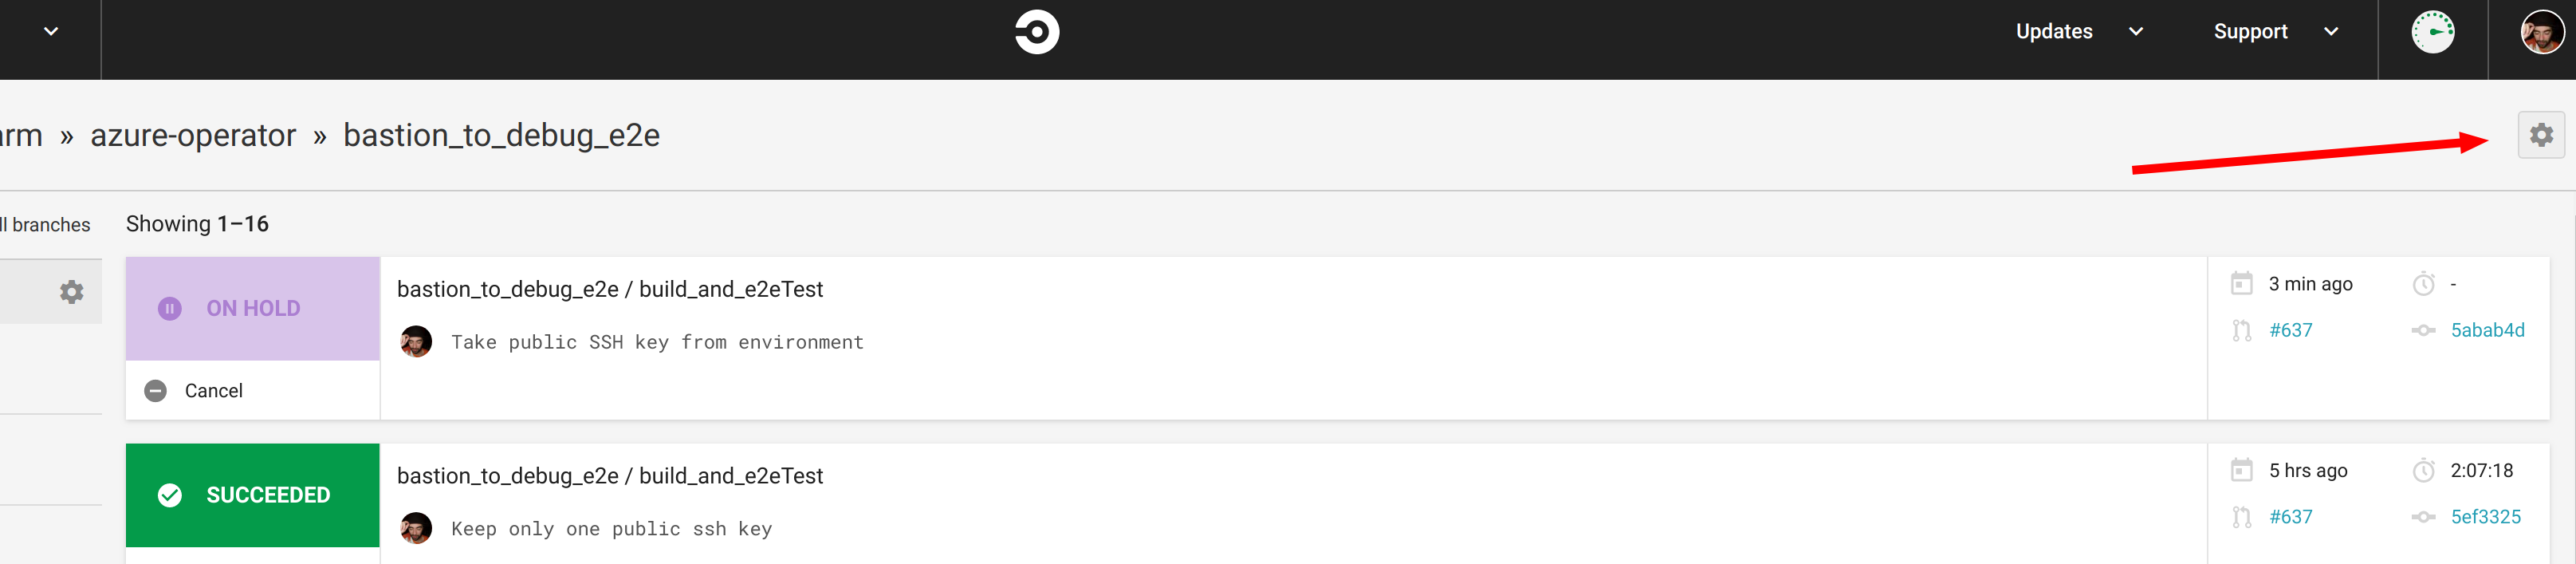 Updates Support
» azure-operator » bastion_to_debug_e2e
branches Showing 1–16
ON HOLD
Cancel
bastion_to_debug_e2e / build_and_e2eTest
Take public SSH key from environment
3 min ago -
#637 5abab4d
SUCCEEDED
bastion_to_debug_e2e / build_and_e2eTest
Keep only one public ssh key
5 hrs ago 2:07:18
#637 5ef3325